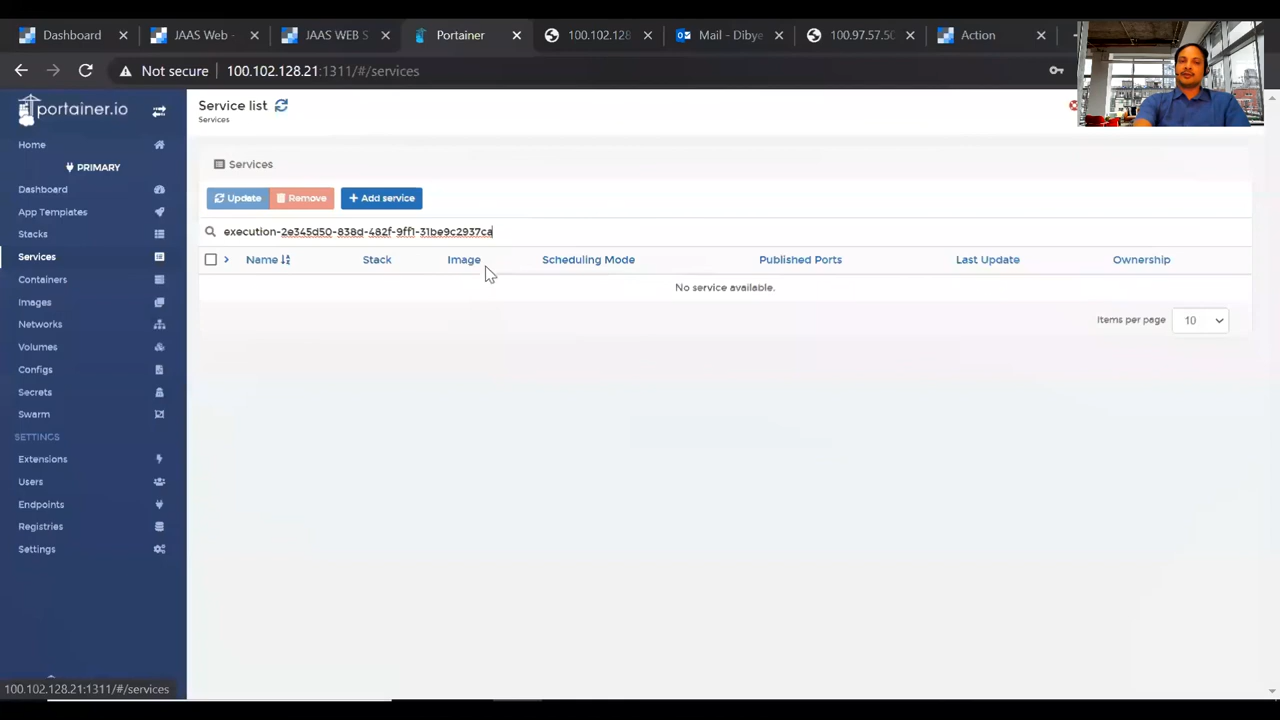 Dashboard
JAAS Web -
JAAS WEB S
Portainer
100.102.128
Mail - Dibye
100.97.57.50
Action
Not secure
100.102.128.21:1311/#/services
portainer.io
Home
PRIMARY
Dashboard
App Templates
Stacks
Services
Containers
Images
Networks
Volumes
Configs
Secrets
Swarm
SETTINGS
Extensions
Users
Endpoints
Registries
Settings
Service list
Services
Services
Update
Remove
+ Add service
execution-2e345d50-838d-482f-9ff1-31be9c2937ca
Name
Stack
Image
Scheduling Mode
Published Ports
Last Update
Ownership
No service available.
Items per page
10
100.102.128.21:1311/#/services